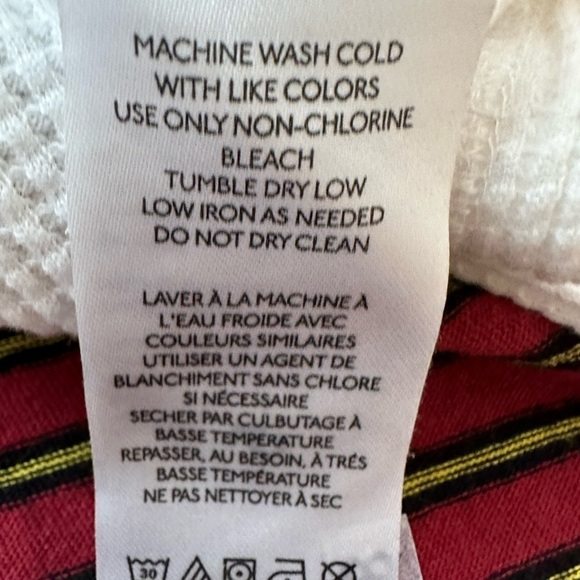 MACHINE WASH COLD
WITH LIKE COLORS
USE ONLY NON-CHLORINE
BLEACH
TUMBLE DRY LOW
LOW IRON AS NEEDED
DO NOT DRY CLEAN
LAVER À LA MACHINE À
L'EAU FROIDE AVEC
COULEURS SIMILAIRES
UTILISER UN AGENT DE
BLANCHIMENT SANS CHLORE
SI NÉCESSAIRE
SECHER PAR CULBUTAGE À
BASSE TEMPERATURE
REPASSER, AU BESOIN, À TRÉS
BASSE TEMPÉRATURE
NE PAS NETTOYER À SEC
30